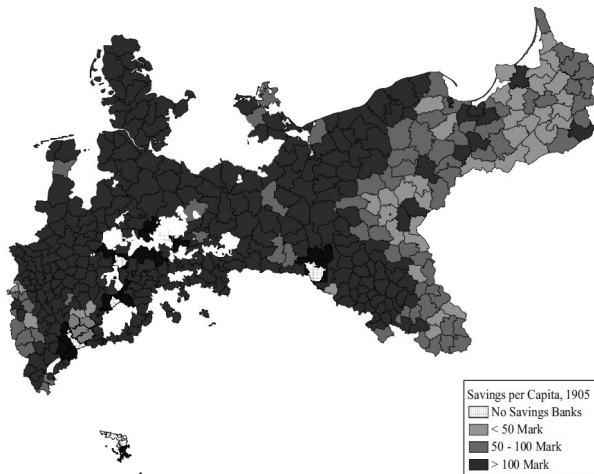 Savings per Capita, 1905
No Savings Banks
< 50 Mark
50 - 100 Mark
> 100 Mark